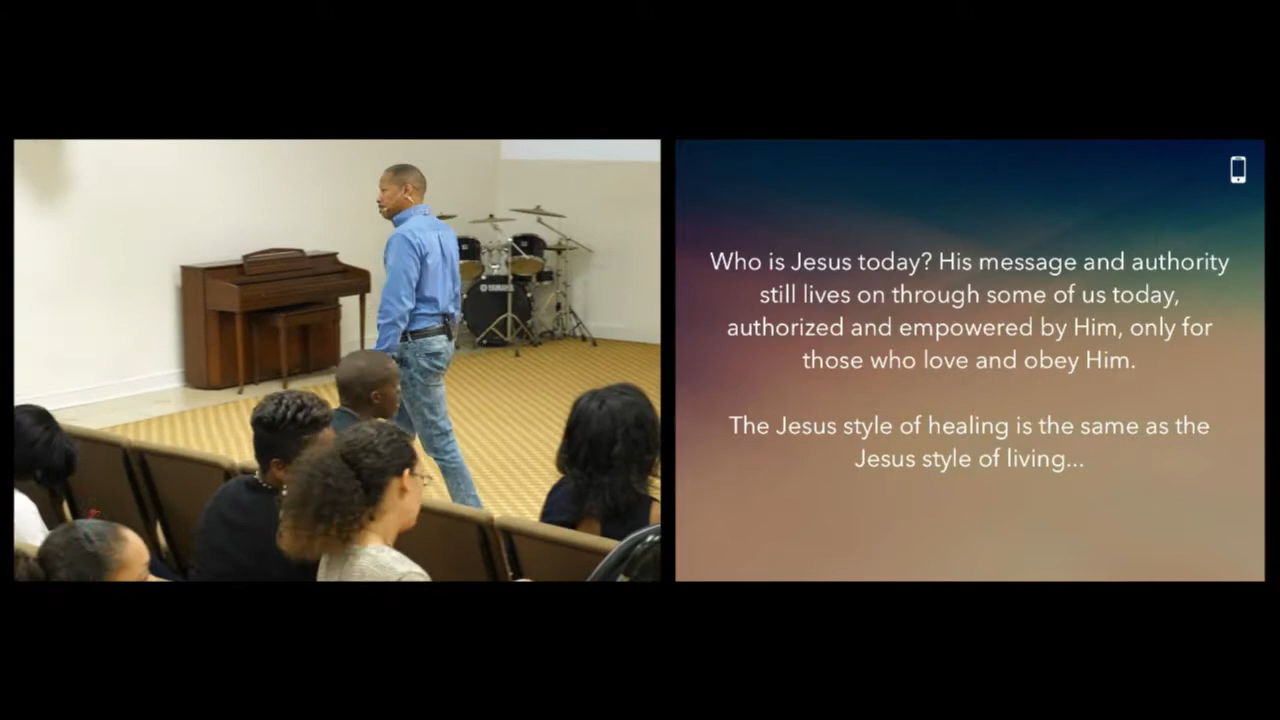 YAMAHA
Who is Jesus today? His message and authority
still lives on through some of us today,
authorized and empowered by Him, only for
those who love and obey Him.
The Jesus style of healing is the same as the
Jesus style of living...